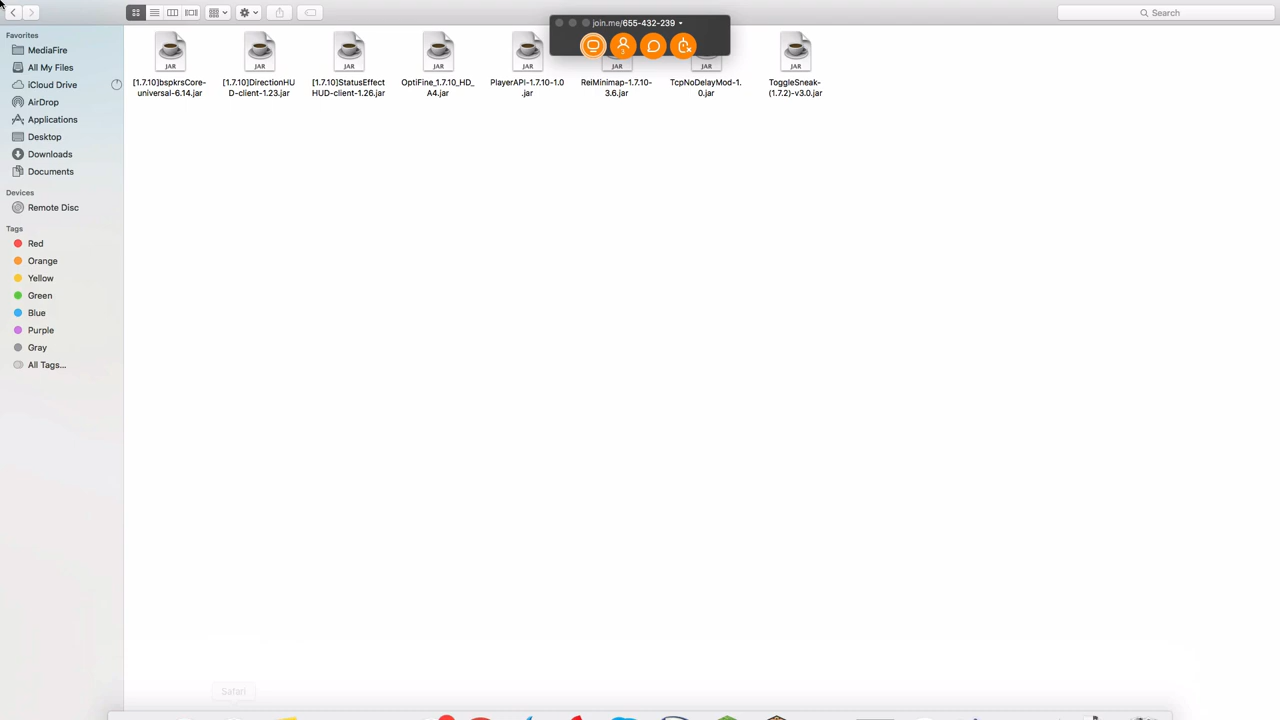 join.me/655-432-239
Search
Favorites
MediaFire
All My Files
iCloud Drive
AirDrop
Applications
Desktop
Downloads
Documents
Devices
Remote Disc
Tags
Red
Orange
Yellow
Green
Blue
Purple
Gray
All Tags...
JAR
JAR
JAR
JAR
JAR
JAR
JAR
JAR
[1.7.10]bspkrsCore-
universal-6.14.jar
[1.7.10]DirectionHU
D-client-1.23.jar
[1.7.10]StatusEffect
HUD-client-1.26.jar
OptiFine_1.7.10_HD_
A4.jar
PlayerAPI-1.7.10-1.0
.jar
ReiMinimap-1.7.10-
3.6.jar
TcpNoDelayMod-1.
0.jar
ToggleSneak-
(1.7.2)-v3.0.jar
Safari